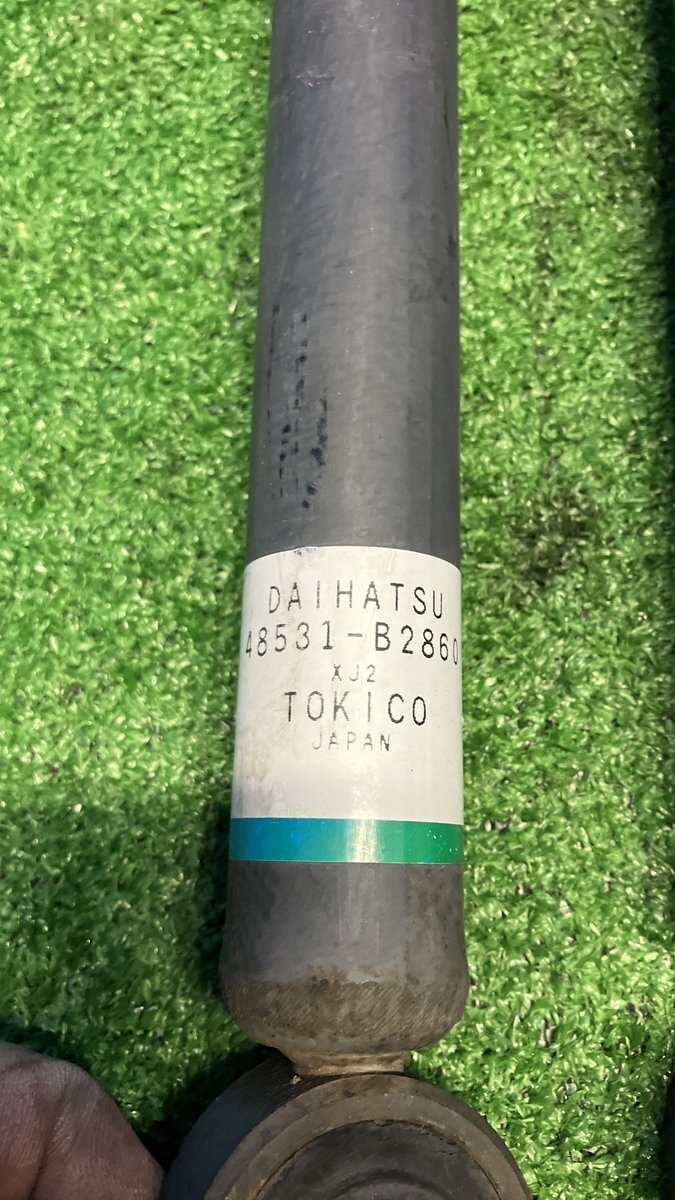 DAIHATSU
48531-B2860
XJ2
TOKICO
JAPAN